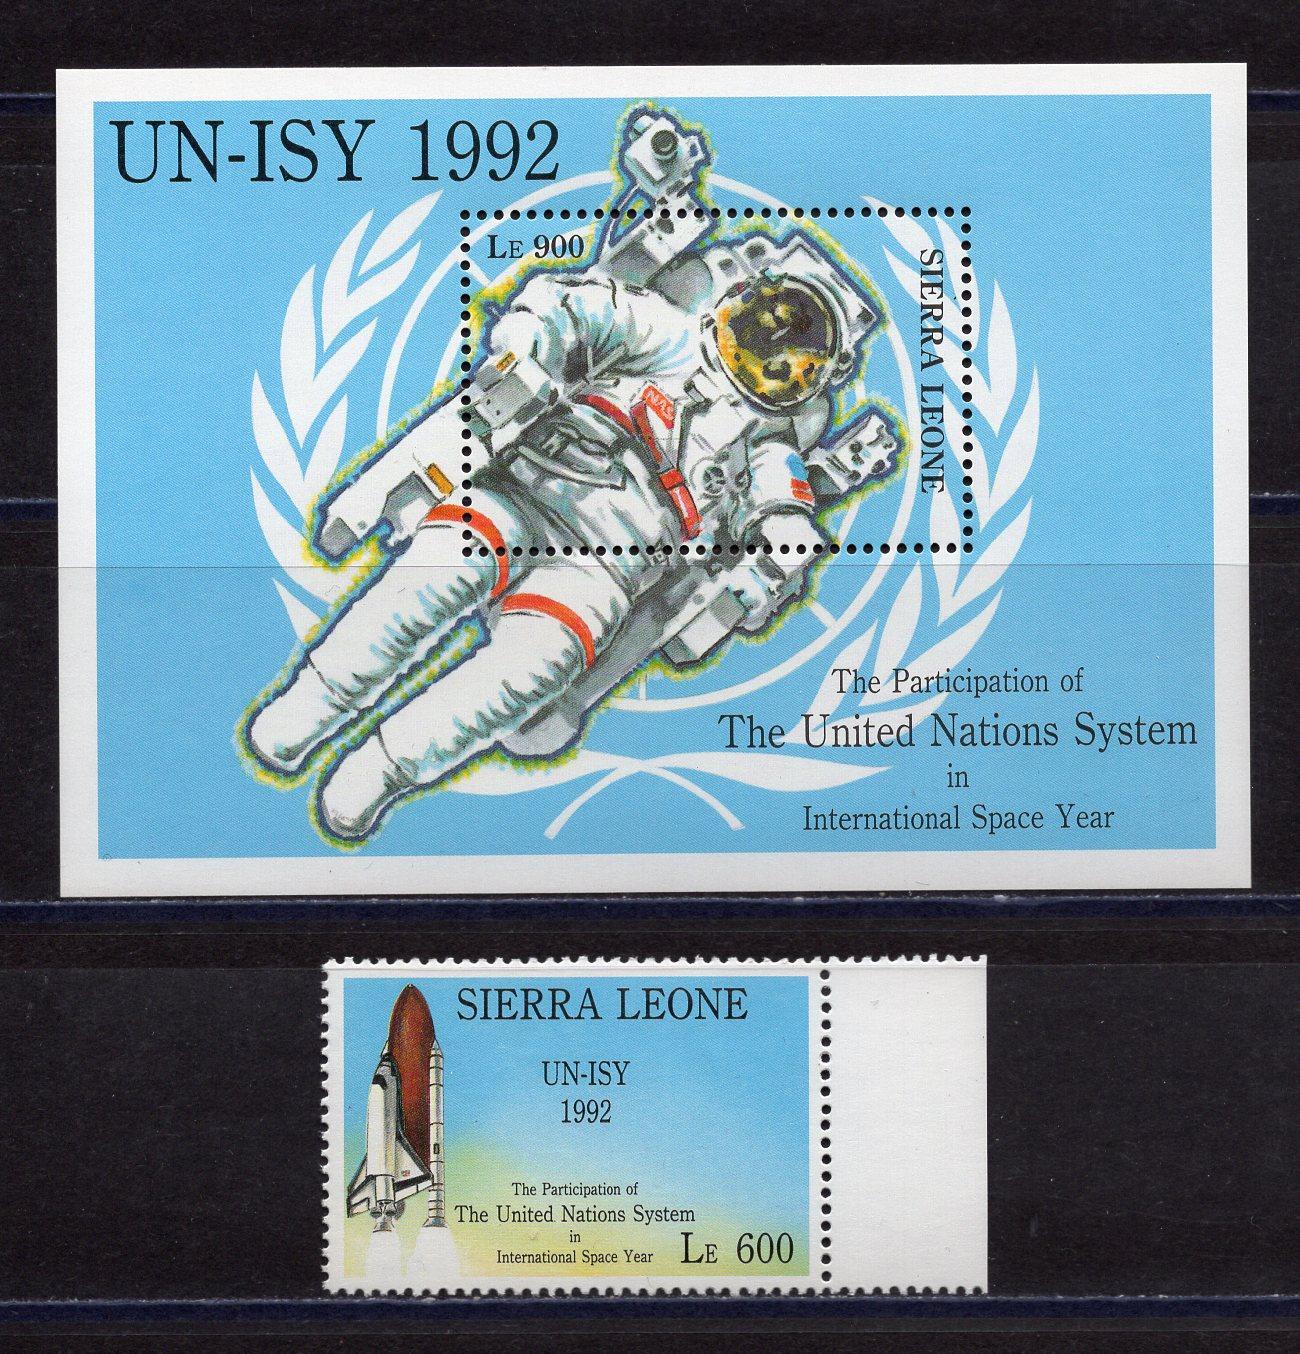 UN-ISY 1992
LE 900
SIERRA LEONE
NAS
The Participation of
The United Nations System
in
International Space Year
SIERRA LEONE
UN-ISY
1992
The Participation of
The United Nations System
in
International Space Year
LE 600